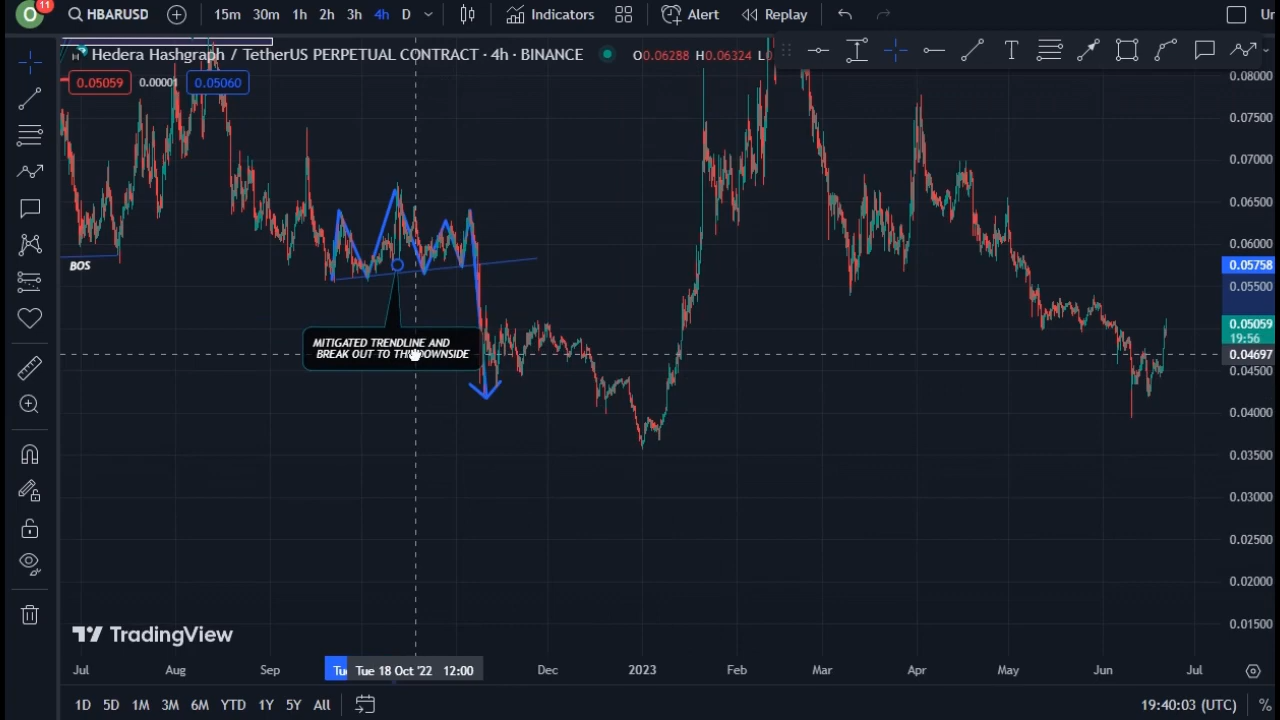 11
HBARUSD 15m 30m 1h 2h 3h 4h D Indicators Alert Replay
Hedera Hashgraph / TetherUS PERPETUAL CONTRACT · 4h · BINANCE O0.06288 H0.06324 L0
0.05059 0.00001 0.05060
BOS
MITIGATED TRENDLINE AND
BREAK OUT TO THE DOWNSIDE
0.08000
0.07500
0.07000
0.06500
0.06000
0.05758
0.05500
0.05059
19:56
0.04697
0.04500
0.04000
0.03500
0.03000
0.02500
0.02000
0.01500
TradingView
Jul Aug Sep Tue 18 Oct '22 12:00 Dec 2023 Feb Mar Apr May Jun Jul
1D 5D 1M 3M 6M YTD 1Y 5Y All 19:40:03 (UTC) %